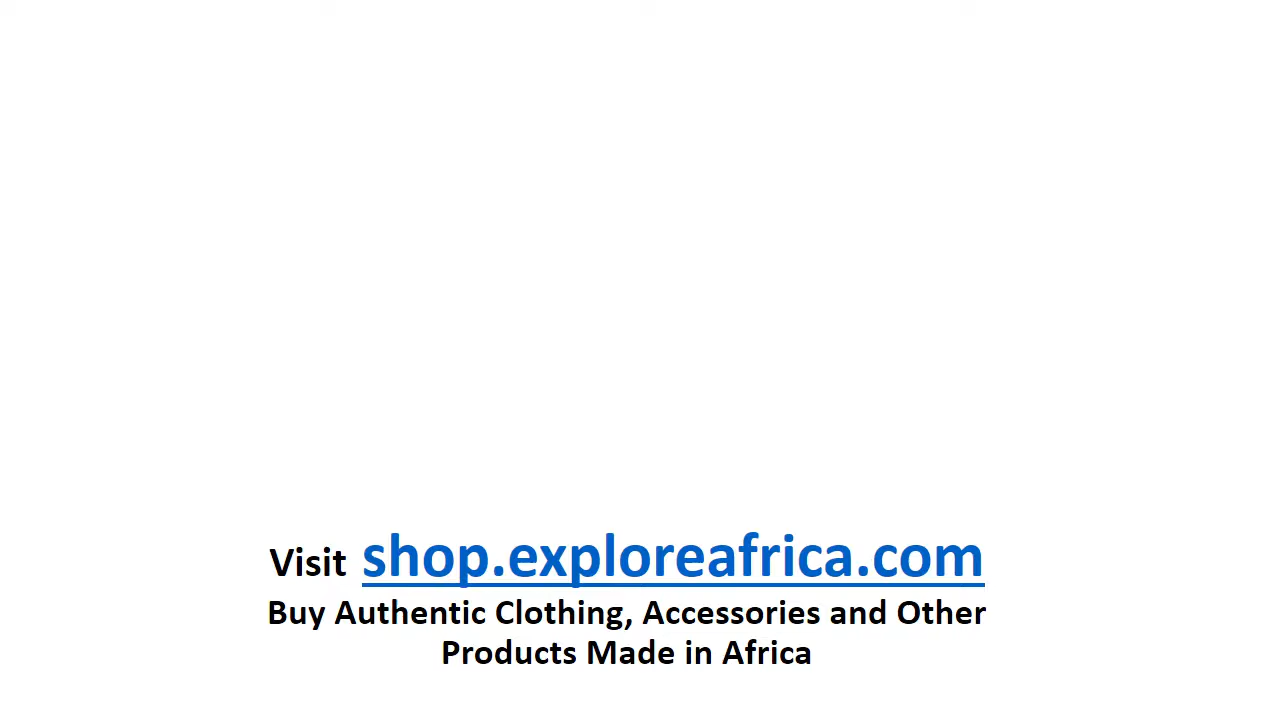 Visit shop.exploreafrica.com
Buy Authentic Clothing, Accessories and Other
Products Made in Africa